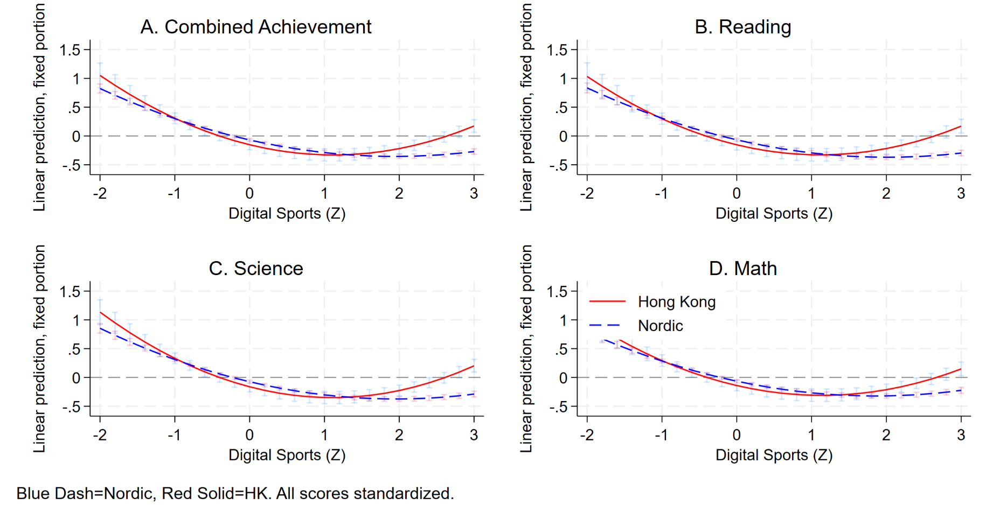 A. Combined Achievement
Linear prediction, fixed portion
1.5
1
.5
0
-.5
-2 -1 0 1 2 3
Digital Sports (Z)
B. Reading
Linear prediction, fixed portion
1.5
1
.5
0
-.5
-2 -1 0 1 2 3
Digital Sports (Z)
C. Science
Linear prediction, fixed portion
1.5
1
.5
0
-.5
-2 -1 0 1 2 3
Digital Sports (Z)
D. Math
Linear prediction, fixed portion
1.5
1
.5
0
-.5
Hong Kong
Nordic
-2 -1 0 1 2 3
Digital Sports (Z)
Blue Dash=Nordic, Red Solid=HK. All scores standardized.